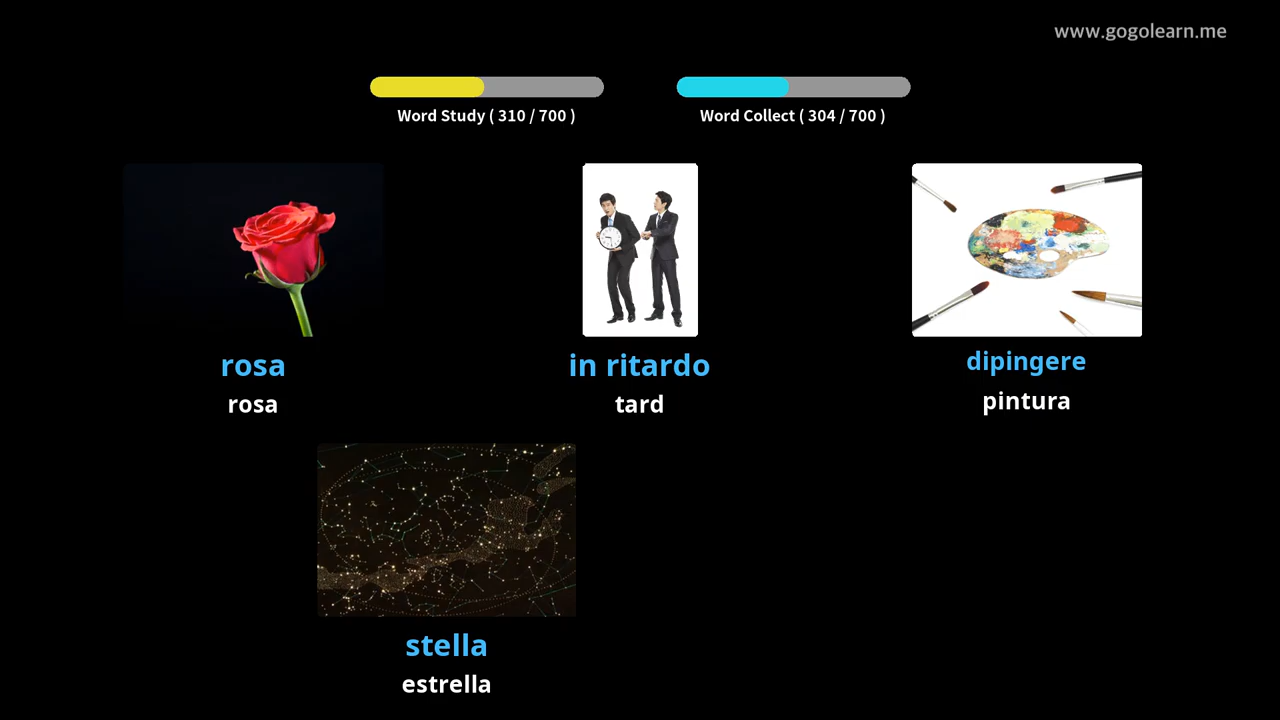 www.gogolearn.me
Word Study ( 310 / 700 )
Word Collect ( 304 / 700 )
rosa
rosa
in ritardo
tard
dipingere
pintura
stella
estrella